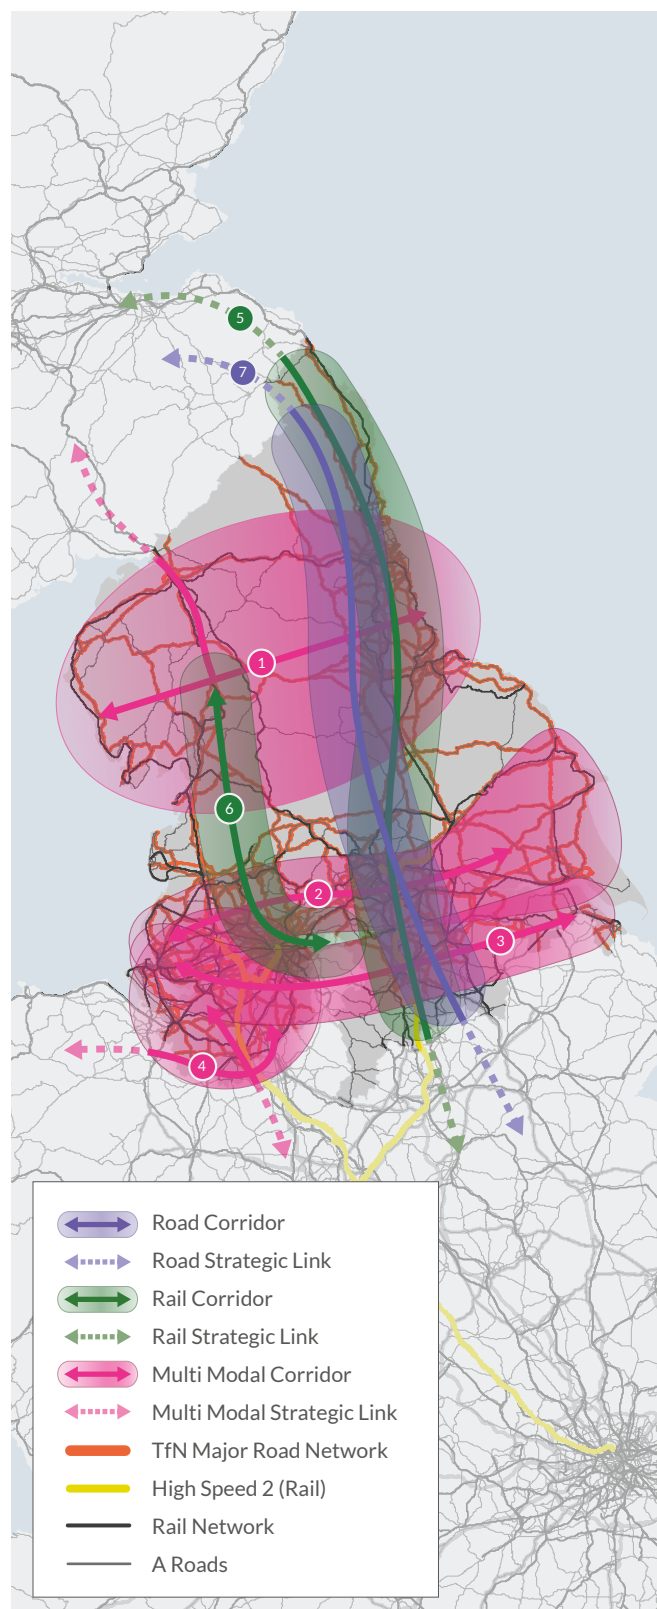 5
7
1
6
2
3
4
Road Corridor
Road Strategic Link
Rail Corridor
Rail Strategic Link
Multi Modal Corridor
Multi Modal Strategic Link
TfN Major Road Network
High Speed 2 (Rail)
Rail Network
A Roads